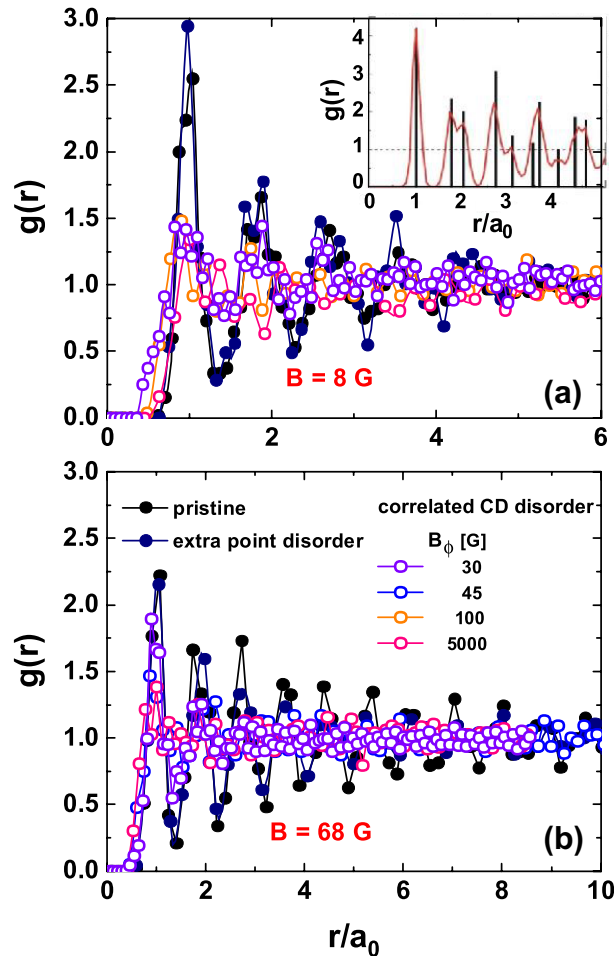 (a)
3.0
2.5
2.0
1.5
1.0
0.5
0.0
g(r)
0 2 4 6
B = 8 G
4
3
2
1
0
g(r)
0 1 2 3 4
r/a0
(b)
3.0
2.5
2.0
1.5
1.0
0.5
0.0
g(r)
pristine
extra point disorder
correlated CD disorder
Bϕ [G]
30
45
100
5000
B = 68 G
0 2 4 6 8 10
r/a0